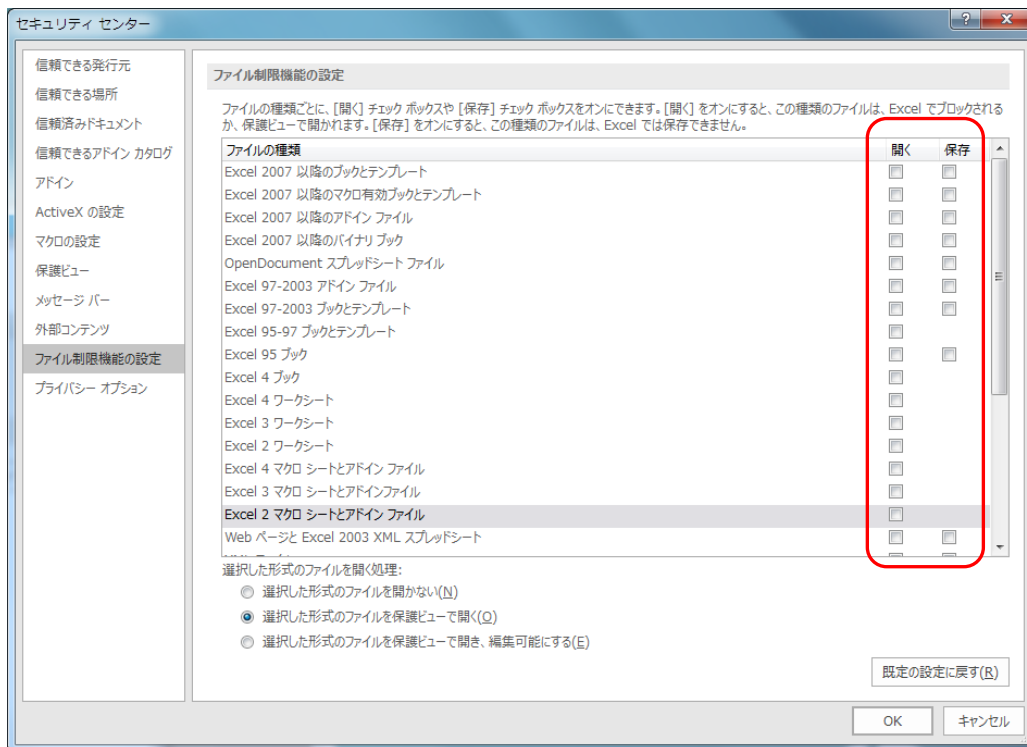 セキュリティ センター
信頼できる発行元
信頼できる場所
信頼済みドキュメント
信頼できるアドイン カタログ
アドイン
ActiveX の設定
マクロの設定
保護ビュー
メッセージ バー
外部コンテンツ
ファイル制限機能の設定
プライバシー オプション
ファイル制限機能の設定
ファイルの種類ごとに、[開く] チェック ボックスや [保存] チェック ボックスをオンにできます。[開く] をオンにすると、この種類のファイルは、Excel でブロックされる
か、保護ビューで開かれます。[保存] をオンにすると、この種類のファイルは、Excel では保存できません。
ファイルの種類 開く 保存
Excel 2007 以降のブックとテンプレート
Excel 2007 以降のマクロ有効ブックとテンプレート
Excel 2007 以降のアドイン ファイル
Excel 2007 以降のバイナリ ブック
OpenDocument スプレッドシート ファイル
Excel 97-2003 アドイン ファイル
Excel 97-2003 ブックとテンプレート
Excel 95-97 ブックとテンプレート
Excel 95 ブック
Excel 4 ブック
Excel 4 ワークシート
Excel 3 ワークシート
Excel 2 ワークシート
Excel 4 マクロ シートとアドイン ファイル
Excel 3 マクロ シートとアドインファイル
Excel 2 マクロ シートとアドイン ファイル
Web ページと Excel 2003 XML スプレッドシート
選択した形式のファイルを開く処理:
選択した形式のファイルを開かない(N)
選択した形式のファイルを保護ビューで開く(O)
選択した形式のファイルを保護ビューで開き、編集可能にする(E)
既定の設定に戻す(R)
OK キャンセル